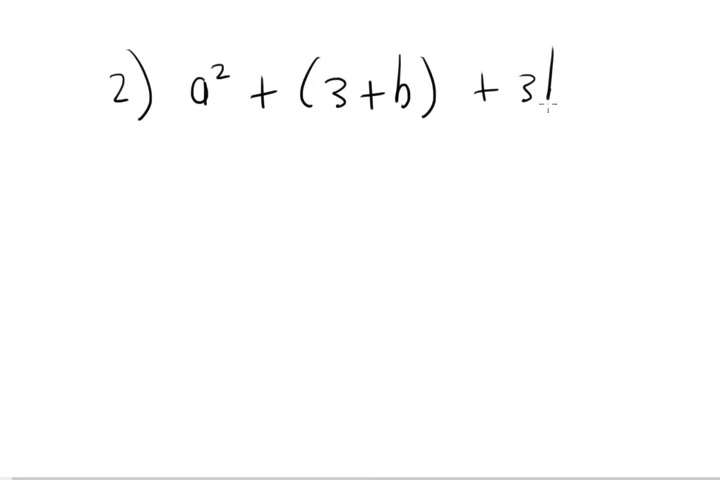 2) a² + (3+b) + 3